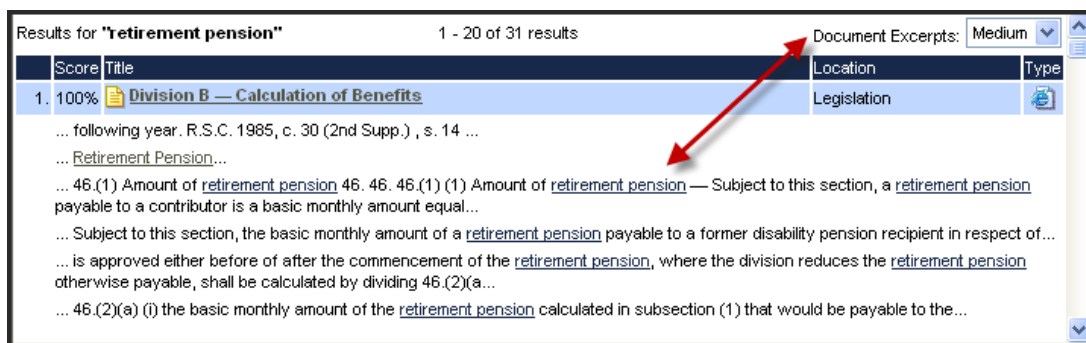 Results for "retirement pension" 1 - 20 of 31 results Document Excerpts: Medium
Score Title Location Type
1. 100% Division B — Calculation of Benefits Legislation
... following year. R.S.C. 1985, c. 30 (2nd Supp.) , s. 14 ...
... Retirement Pension...
... 46.(1) Amount of retirement pension 46. 46. 46.(1) (1) Amount of retirement pension — Subject to this section, a retirement pension
payable to a contributor is a basic monthly amount equal...
... Subject to this section, the basic monthly amount of a retirement pension payable to a former disability pension recipient in respect of...
... is approved either before of after the commencement of the retirement pension, where the division reduces the retirement pension
otherwise payable, shall be calculated by dividing 46.(2)(a...
... 46.(2)(a) (i) the basic monthly amount of the retirement pension calculated in subsection (1) that would be payable to the...